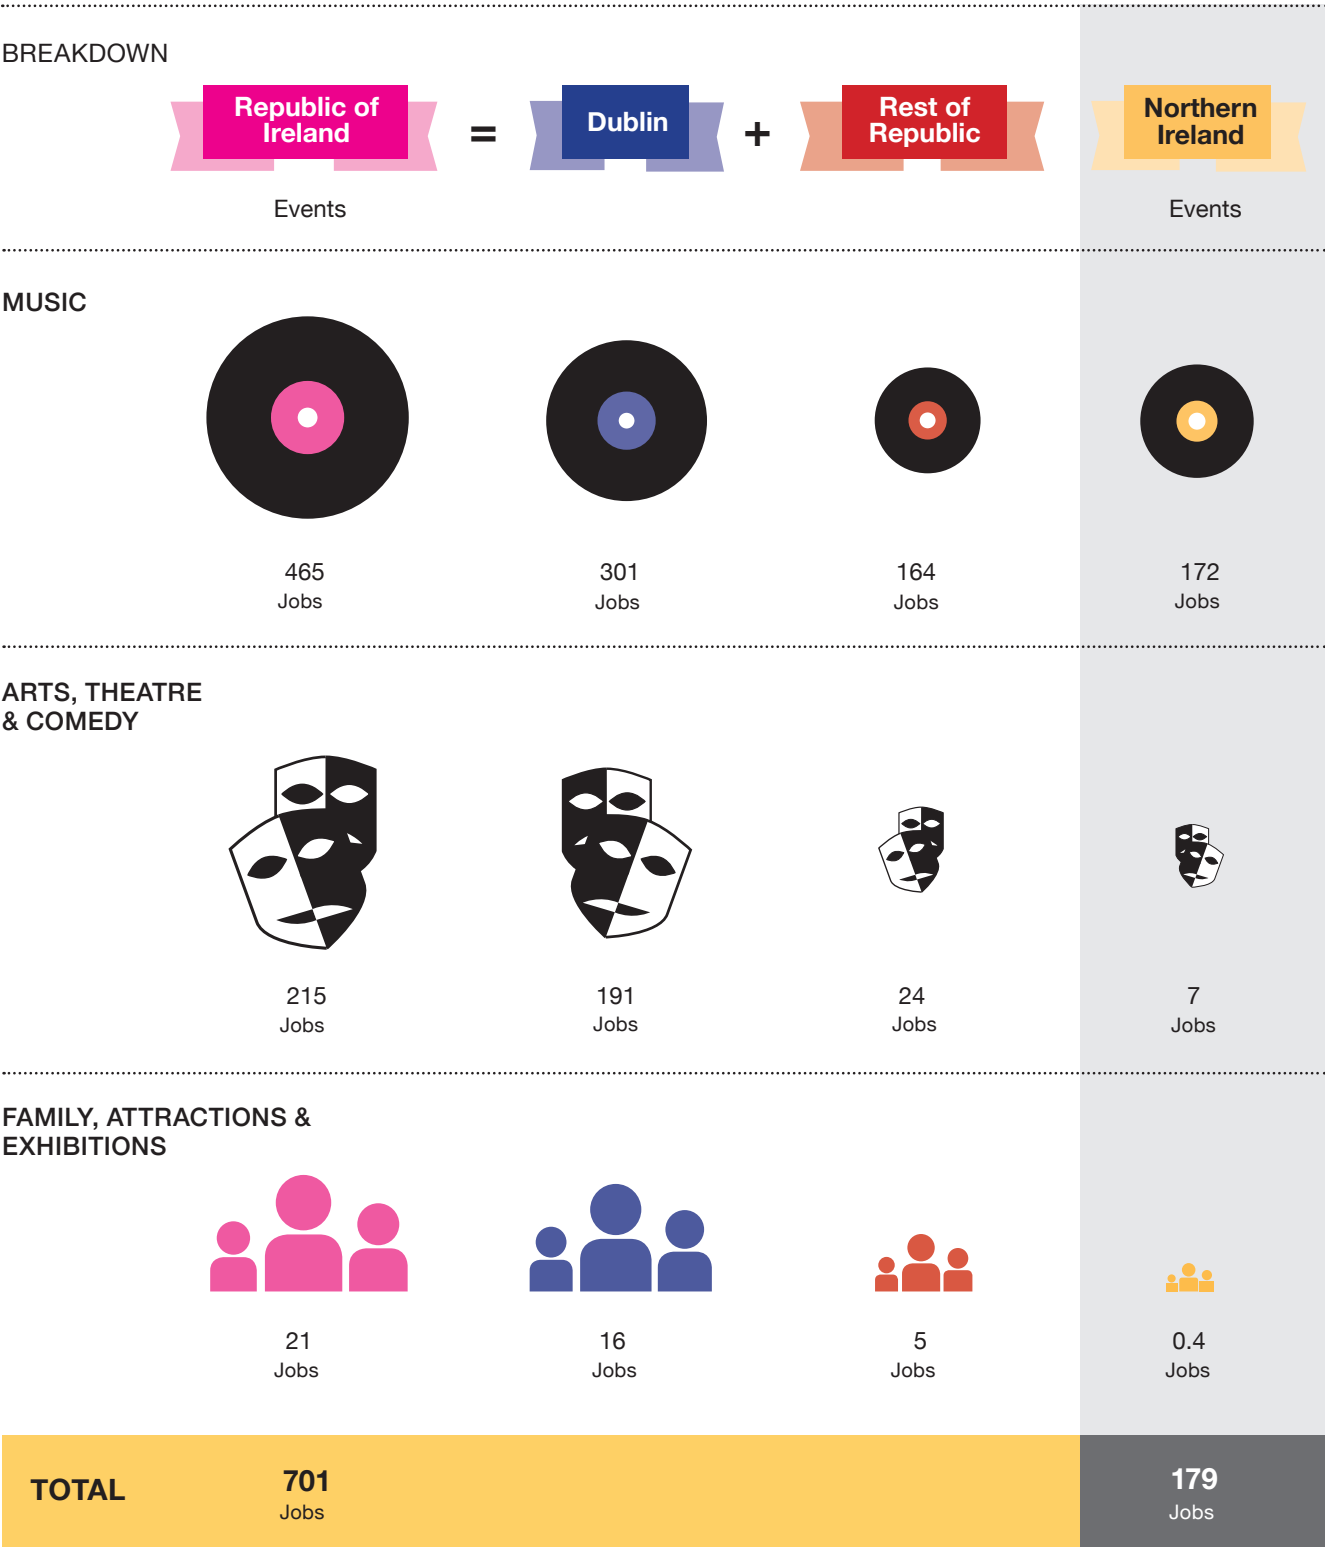 BREAKDOWN
Republic of
Ireland
=
Dublin
+
Rest of
Republic
Northern
Ireland
Events
Events
MUSIC
465
Jobs
301
Jobs
164
Jobs
172
Jobs
ARTS, THEATRE
& COMEDY
215
Jobs
191
Jobs
24
Jobs
7
Jobs
FAMILY, ATTRACTIONS &
EXHIBITIONS
21
Jobs
16
Jobs
5
Jobs
0.4
Jobs
TOTAL
701
Jobs
179
Jobs